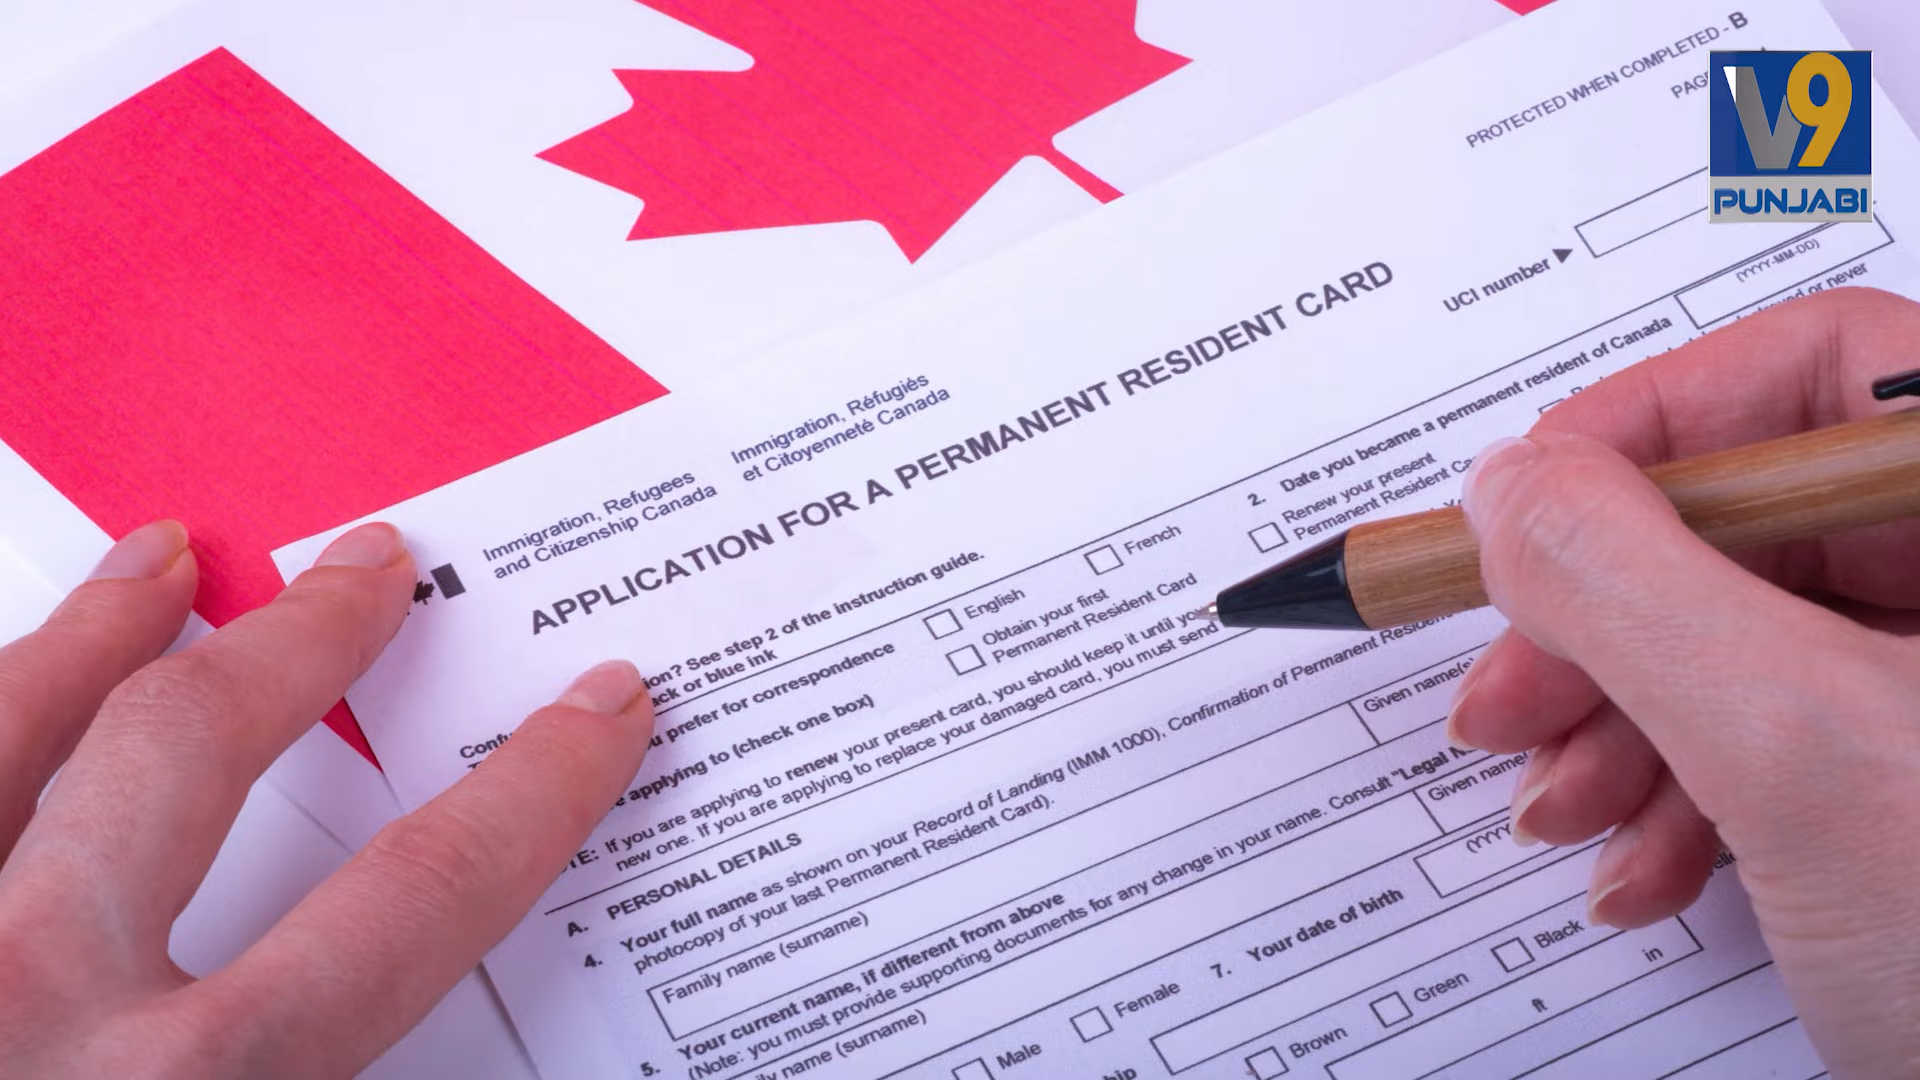 PROTECTED WHEN COMPLETED - B
V9
PUNJABI
UCI number
Immigration, Refugees
and Citizenship Canada
Immigration, Réfugiés
et Citoyenneté Canada
APPLICATION FOR A PERMANENT RESIDENT CARD
See step 2 of the instruction guide.
or blue ink
prefer for correspondence
English
French
2. Date you became a permanent resident of Canada
(YYYY-MM-DD)
or never
applying to (check one box)
Obtain your first
Permanent Resident Card
Renew your present
Permanent Resident
If you are applying to renew your present card, you should keep it until
new one. If you are applying to replace your damaged card, you must send
A. PERSONAL DETAILS
4. Your full name as shown on your Record of Landing (IMM 1000), Confirmation of Permanent
photocopy of your last Permanent Resident Card).
Family name (surname)
Given name(s)
5. Your current name, if different from above
(Note: you must provide supporting documents for any change in your name. Consult "Legal
name (surname)
Given name
Male
Female
7. Your date of birth
Brown
Green
Black
ft
in